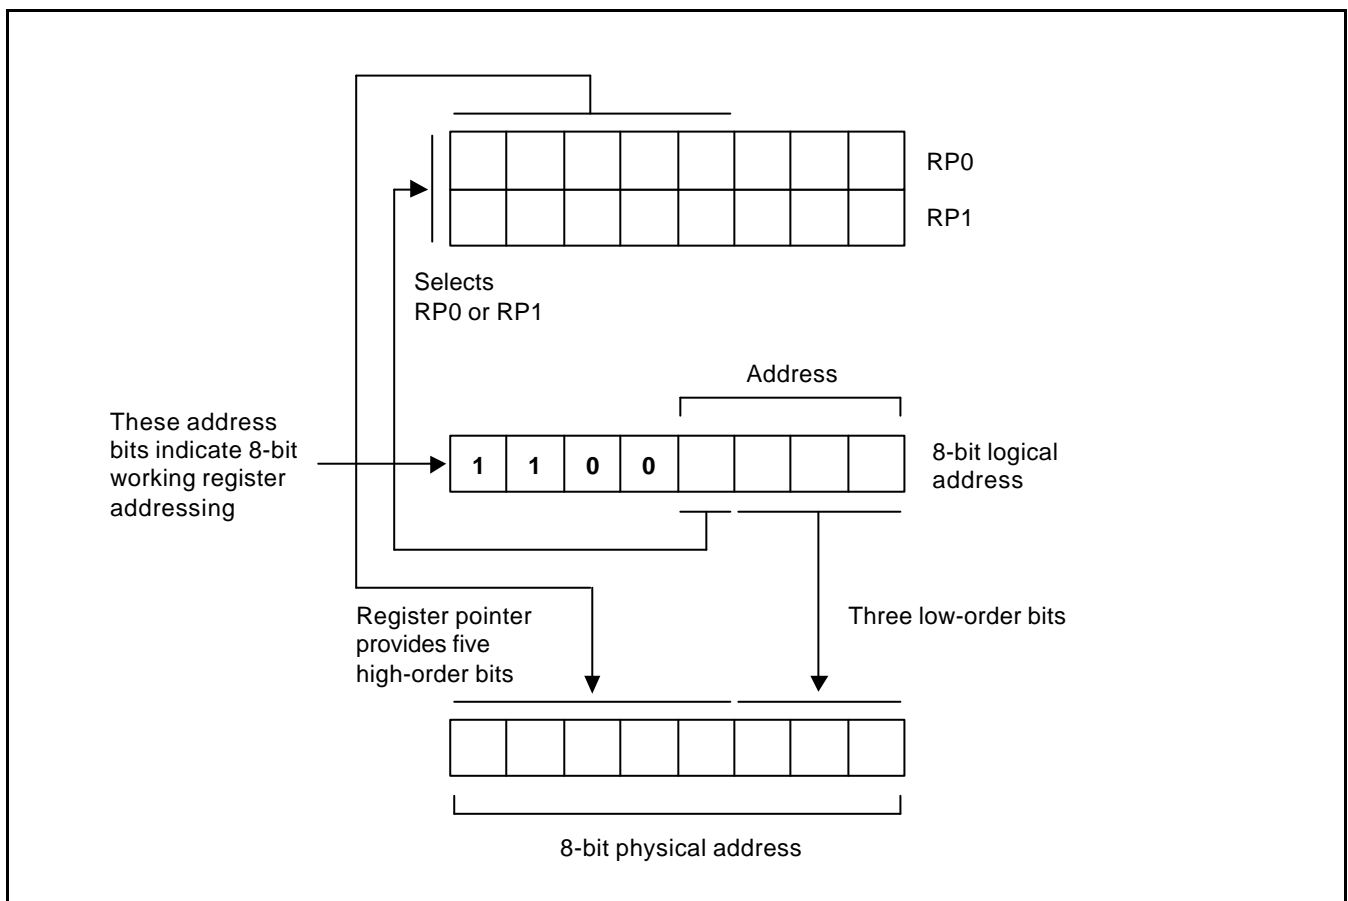 RP0
RP1
Selects
RP0 or RP1
Address
These address
bits indicate 8-bit
working register
addressing
1 1 0 0
8-bit logical
address
Register pointer
provides five
high-order bits
Three low-order bits
8-bit physical address